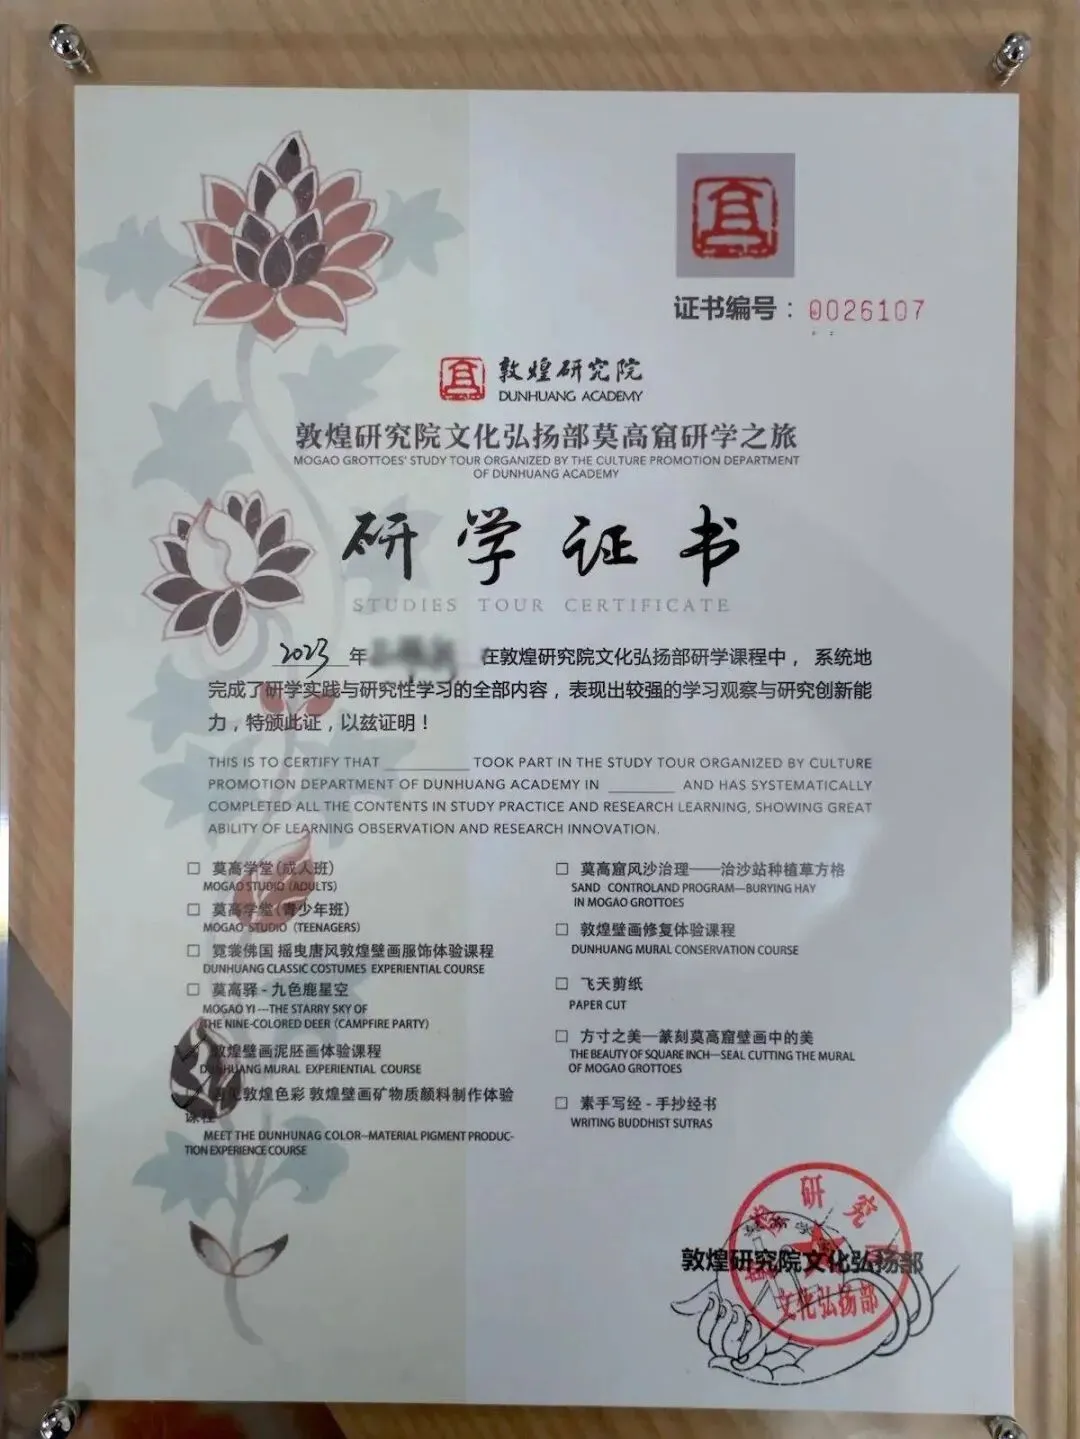 证书编号：0026107
敦煌研究院
DUNHUANG ACADEMY
敦煌研究院文化弘扬部莫高窟研学之旅
MOGAO GROTTOES' STUDY TOUR ORGANIZED BY THE CULTURE PROMOTION DEPARTMENT
OF DUNHUANG ACADEMY
研学证书
STUDIES TOUR CERTIFICATE
2023年 在敦煌研究院文化弘扬部研学课程中，系统地
完成了研学实践与研究性学习的全部内容，表现出较强的学习观察与研究创新能
力，特颁此证，以兹证明！
THIS IS TO CERTIFY THAT __________ TOOK PART IN THE STUDY TOUR ORGANIZED BY CULTURE
PROMOTION DEPARTMENT OF DUNHUANG ACADEMY IN ________ AND HAS SYSTEMATICALLY
COMPLETED ALL THE CONTENTS IN STUDY PRACTICE AND RESEARCH LEARNING, SHOWING GREAT
ABILITY OF LEARNING OBSERVATION AND RESEARCH INNOVATION.
□ 莫高学堂（成人班）
MOGAO STUDIO (ADULTS)
□ 莫高学堂（青少年班）
MOGAO STUDIO (TEENAGERS)
□ 霓裳佛国 摇曳唐风敦煌壁画服饰体验课程
DUNHUANG CLASSIC COSTUMES EXPERIENTIAL COURSE
□ 莫高驿-九色鹿星空
MOGAO YI ---THE STARRY SKY OF
THE NINE-COLORED DEER (CAMPFIRE PARTY)
敦煌壁画泥胚画体验课程
DUNHUANG MURAL EXPERIENTIAL COURSE
见敦煌色彩 敦煌壁画矿物质颜料制作体验
课程
MEET THE DUNHUNAG COLOR--MATERIAL PIGMENT PRODUC-
TION EXPERIENCE COURSE
□ 莫高窟风沙治理——治沙站种植草方格
SAND CONTROLAND PROGRAM—BURYING HAY
IN MOGAO GROTTOES
□ 敦煌壁画修复体验课程
DUNHUANG MURAL CONSERVATION COURSE
□ 飞天剪纸
PAPER CUT
□ 方寸之美—篆刻莫高窟壁画中的美
THE BEAUTY OF SQUARE INCH—SEAL CUTTING THE MURAL
OF MOGAO GROTTOES
□ 素手写经-手抄经书
WRITING BUDDHIST SUTRAS
研究
敦煌研究院文化弘扬部
文化弘扬部